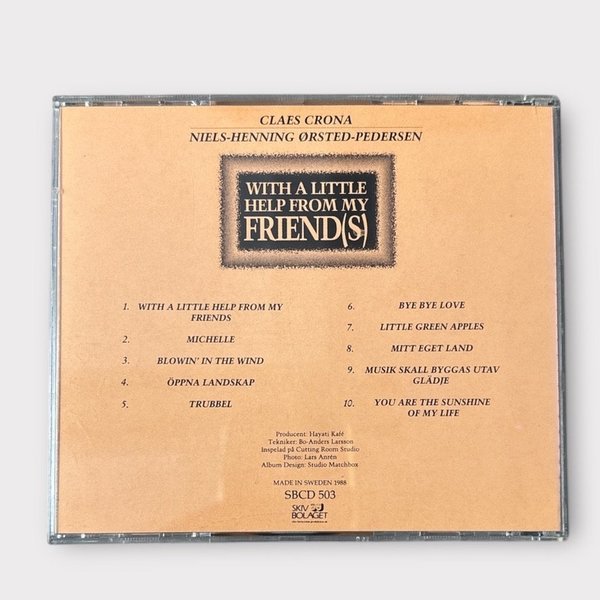 CLAES CRONA
NIELS-HENNING ØRSTED-PEDERSEN
WITH A LITTLE
HELP FROM MY
FRIEND(S)
1. WITH A LITTLE HELP FROM MY
FRIENDS
2. MICHELLE
3. BLOWIN' IN THE WIND
4. ÖPPNA LANDSKAP
5. TRUBBEL
6. BYE BYE LOVE
7. LITTLE GREEN APPLES
8. MITT EGET LAND
9. MUSIK SKALL BYGGAS UTAV
GLÄDJE
10. YOU ARE THE SUNSHINE
OF MY LIFE
Producent: Hayati Kafé
Tekniker: Bo-Anders Larsson
Inspelad på Cutting Room Studio
Photo: Lars Anrén
Album Design: Studio Matchbox
MADE IN SWEDEN 1988
SBCD 503
SKIV
BOLAGET